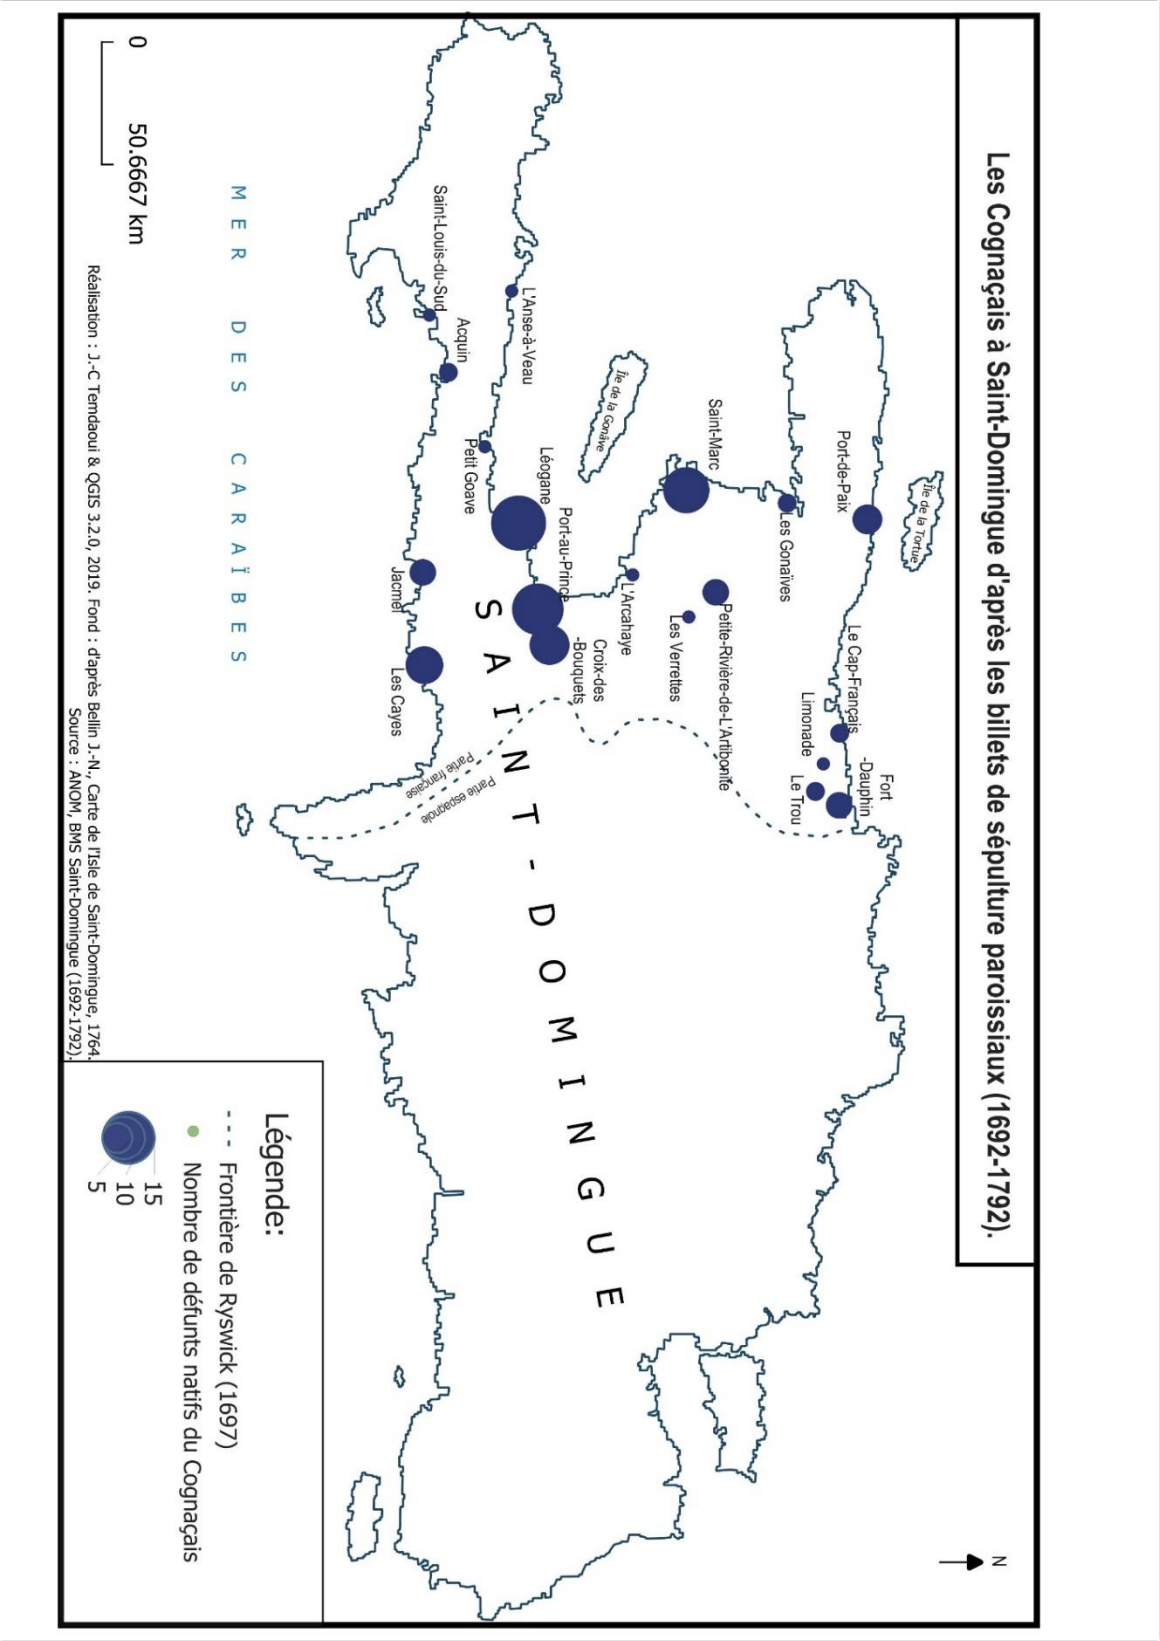 Les Cognaçais à Saint-Domingue d'après les billets de sépulture paroissiaux (1692-1792).
N
Île de la Tortue
Port-de-Paix
Le Cap-Français
Fort
-Dauphin
Limonade
Le Trou
Les Gonaïves
Saint-Marc
Petite-Rivière-de-L'Artibonite
Les Verrettes
Île de la Gonâve
L'Arcahaye
Croix-des
-Bouquets
Port-au-Prince
Léogane
L'Anse-à-Veau
Petit Goave
Acquin
Saint-Louis-du-Sud
Jacmel
Les Cayes
Partie française
Partie espagnole
SAINT-DOMINGUE
MER DES CARAÏBES
0 50.6667 km
Réalisation : J.-C Temdaoui & QGIS 3.2.0, 2019. Fond : d'après Bellin J.-N., Carte de l'Isle de Saint-Domingue, 1764.
Source : ANOM, BMS Saint-Domingue (1692-1792).
Légende:
Frontière de Ryswick (1697)
Nombre de défunts natifs du Cognaçais
15
10
5